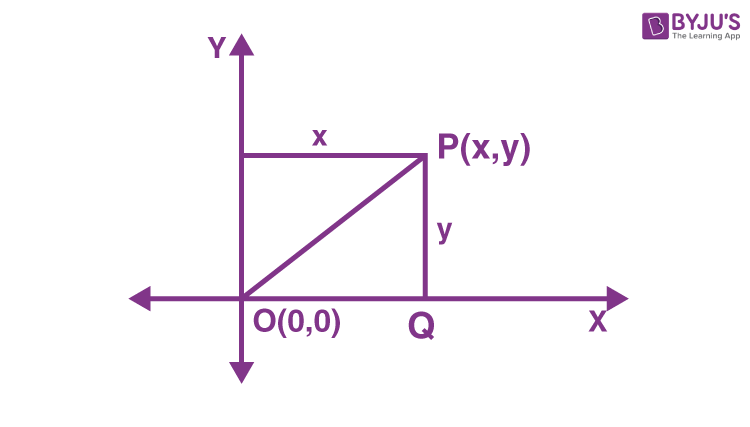 BYJU'S
The Learning App
Y
x
P(x,y)
y
O(0,0)
Q
X